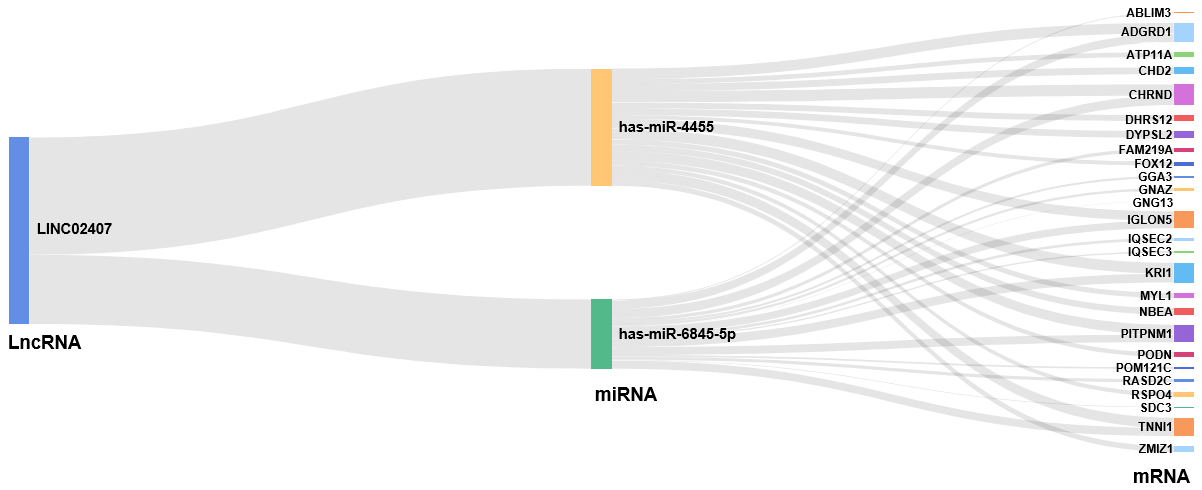 LINC02407
LncRNA
has-miR-4455
has-miR-6845-5p
miRNA
ABLIM3
ADGRD1
ATP11A
CHD2
CHRND
DHRS12
DYPSL2
FAM219A
FOX12
GGA3
GNAZ
GNG13
IGLON5
IQSEC2
IQSEC3
KRI1
MYL1
NBEA
PITPNM1
PODN
POM121C
RASD2C
RSPO4
SDC3
TNNI1
ZMIZ1
mRNA